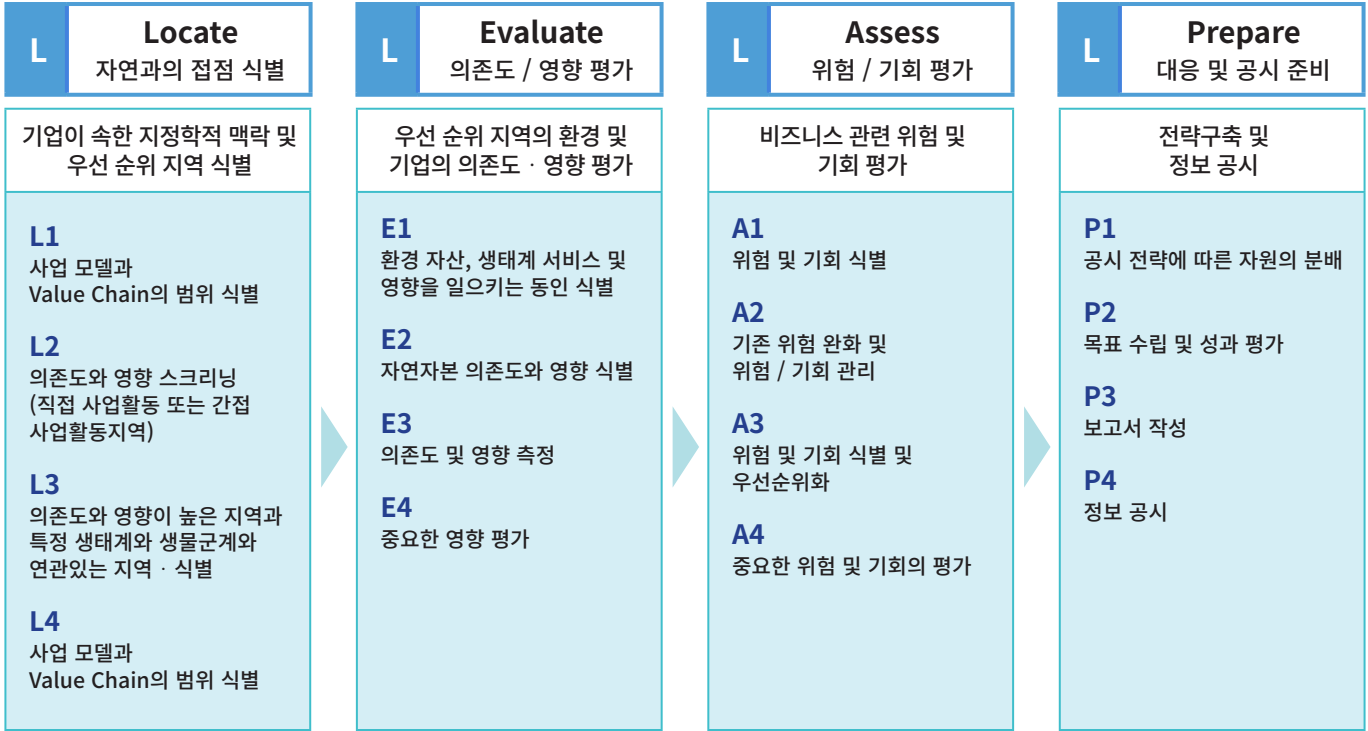 L
Locate
자연과의 접점 식별
기업이 속한 지정학적 맥락 및
우선 순위 지역 식별
L1
사업 모델과
Value Chain의 범위 식별
L2
의존도와 영향 스크리닝
(직접 사업활동 또는 간접
사업활동지역)
L3
의존도와 영향이 높은 지역과
특정 생태계와 생물군계와
연관있는 지역 · 식별
L4
사업 모델과
Value Chain의 범위 식별
L
Evaluate
의존도 / 영향 평가
우선 순위 지역의 환경 및
기업의 의존도 · 영향 평가
E1
환경 자산, 생태계 서비스 및
영향을 일으키는 동인 식별
E2
자연자본 의존도와 영향 식별
E3
의존도 및 영향 측정
E4
중요한 영향 평가
L
Assess
위험 / 기회 평가
비즈니스 관련 위험 및
기회 평가
A1
위험 및 기회 식별
A2
기존 위험 완화 및
위험 / 기회 관리
A3
위험 및 기회 식별 및
우선순위화
A4
중요한 위험 및 기회의 평가
L
Prepare
대응 및 공시 준비
전략구축 및
정보 공시
P1
공시 전략에 따른 자원의 분배
P2
목표 수립 및 성과 평가
P3
보고서 작성
P4
정보 공시